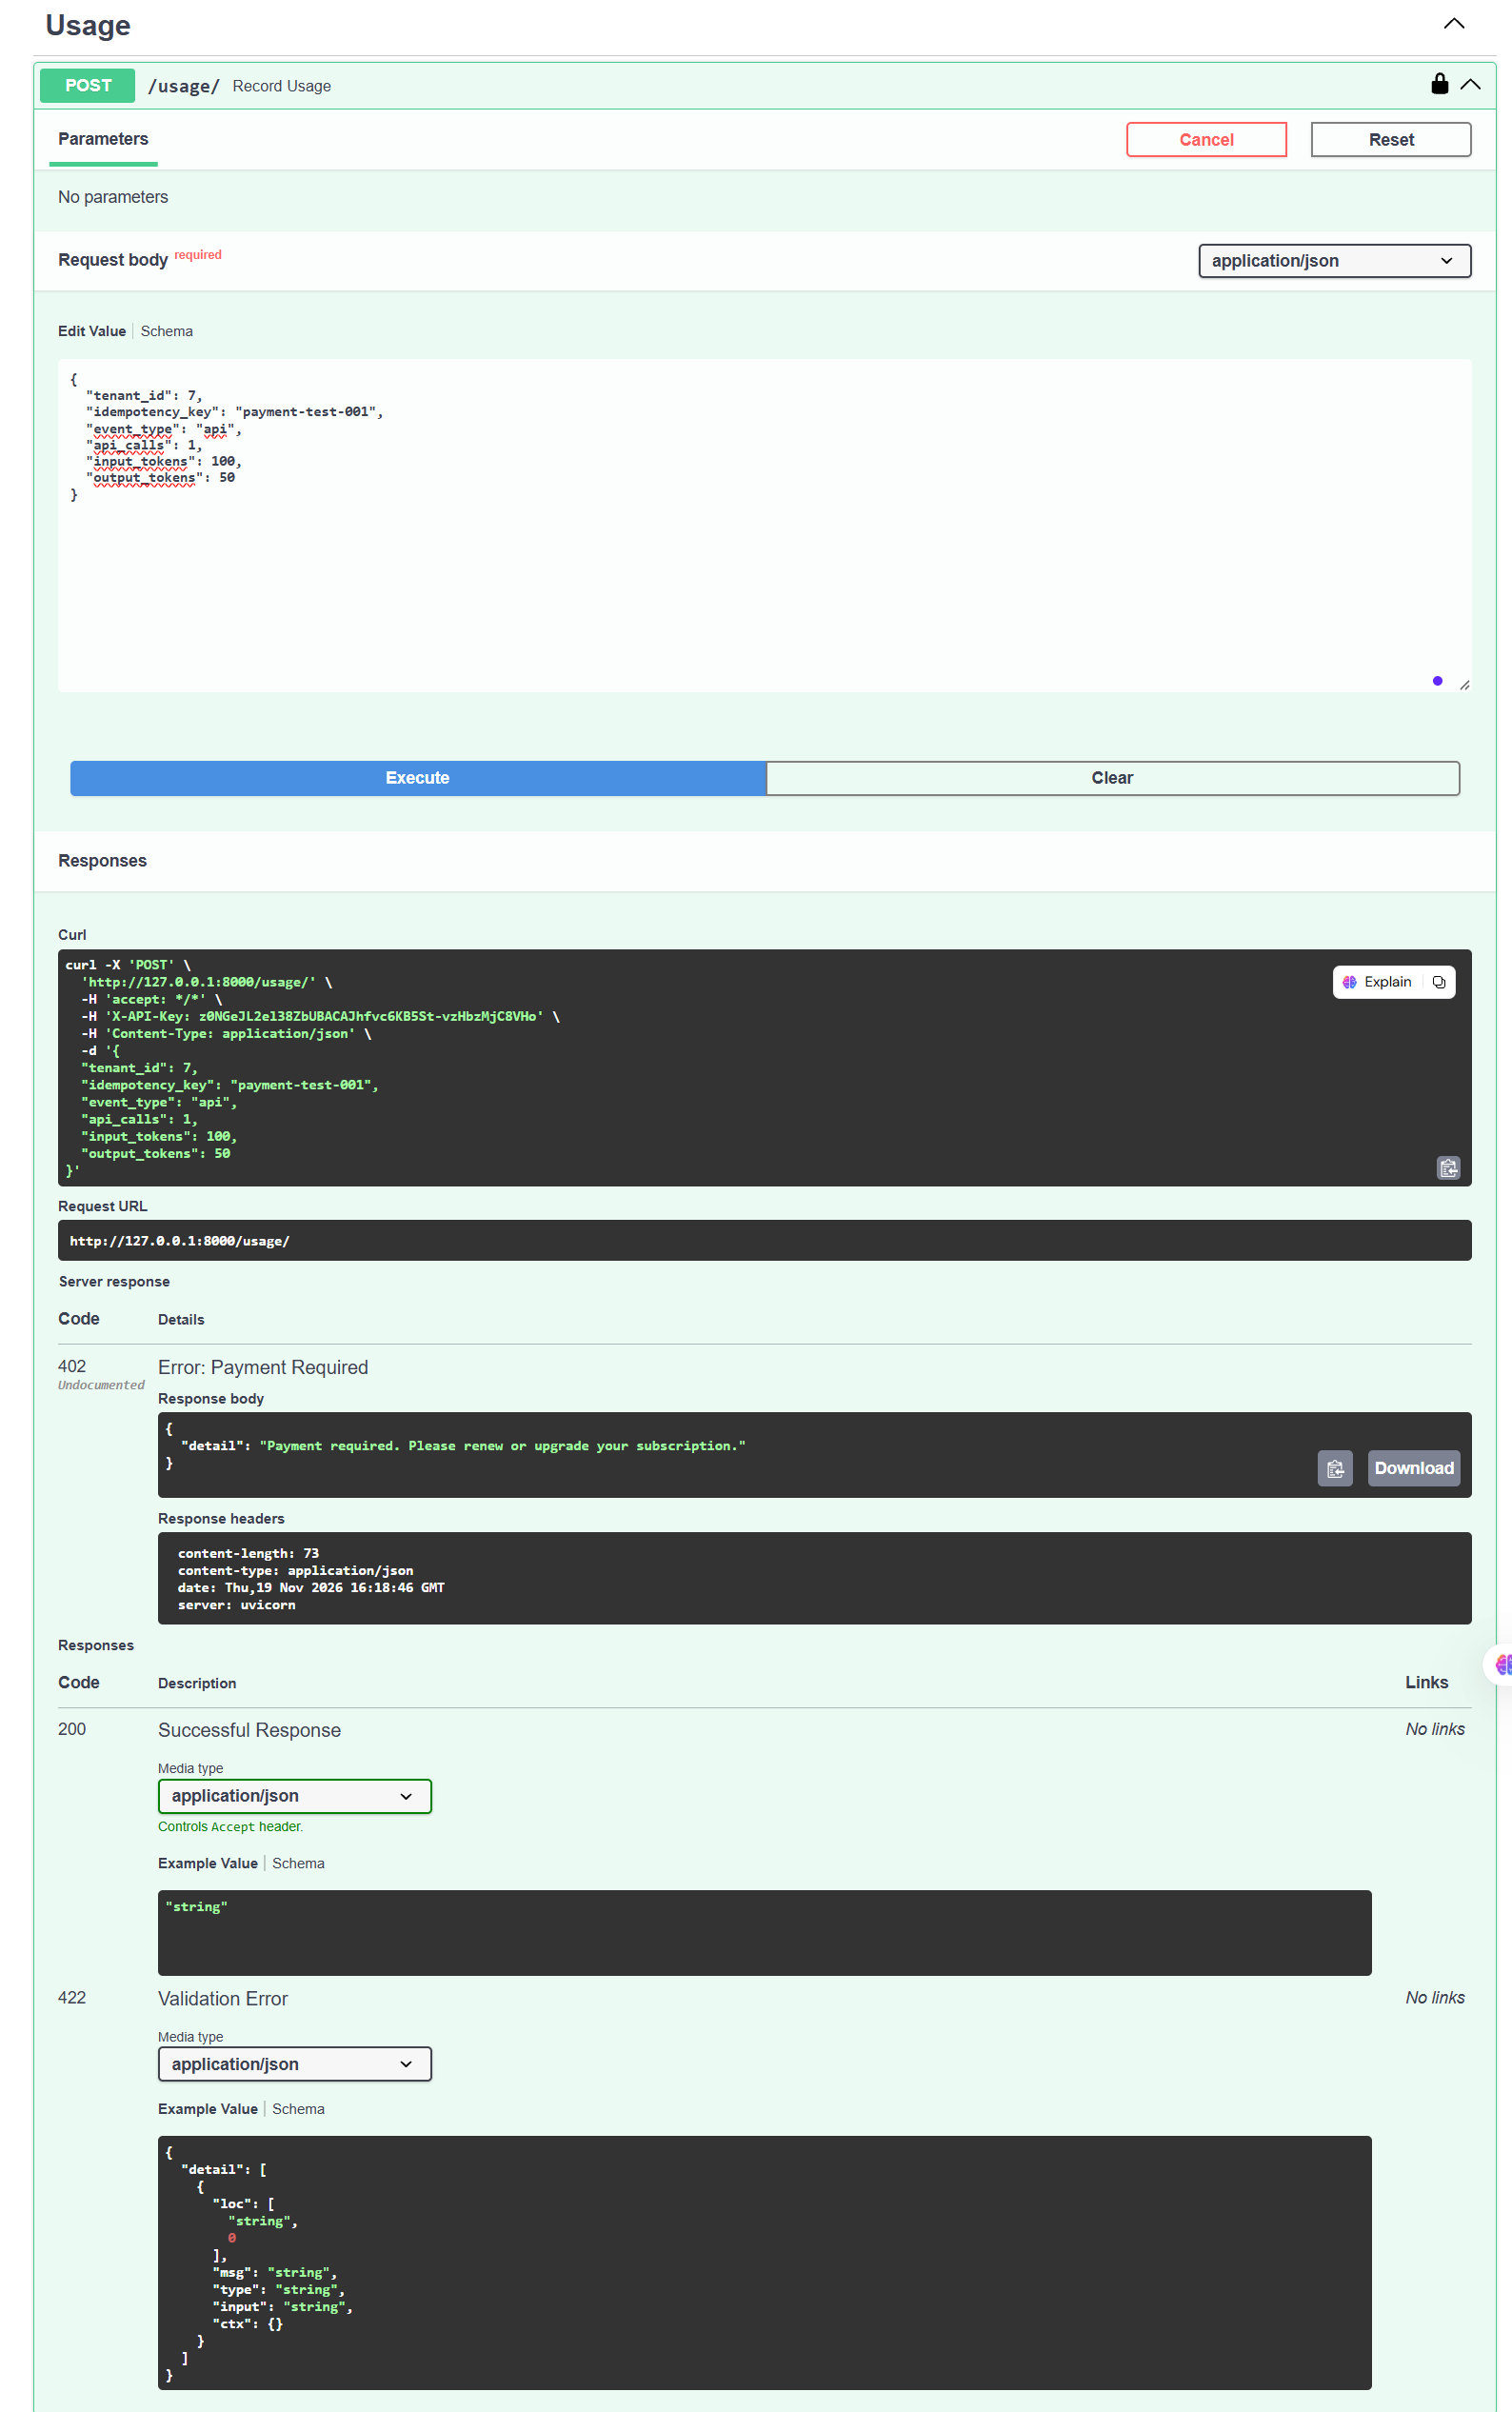 Usage
POST /usage/ Record Usage
Parameters
Cancel
Reset
No parameters
Request body required
application/json
Edit Value | Schema
{
  "tenant_id": 7,
  "idempotency_key": "payment-test-001",
  "event_type": "api",
  "api_calls": 1,
  "input_tokens": 100,
  "output_tokens": 50
}
Execute
Clear
Responses
Curl
curl -X 'POST' \
  'http://127.0.0.1:8000/usage/' \
  -H 'accept: */*' \
  -H 'X-API-Key: z0NGeJL2el38ZbUBACAJhfvc6KB5St-vzHbzMjC8VHo' \
  -H 'Content-Type: application/json' \
  -d '{
  "tenant_id": 7,
  "idempotency_key": "payment-test-001",
  "event_type": "api",
  "api_calls": 1,
  "input_tokens": 100,
  "output_tokens": 50
}'
Explain
Request URL
http://127.0.0.1:8000/usage/
Server response
Code Details
402 Error: Payment Required
Undocumented
Response body
{
  "detail": "Payment required. Please renew or upgrade your subscription."
}
Download
Response headers
content-length: 73
content-type: application/json
date: Thu,19 Nov 2026 16:18:46 GMT
server: uvicorn
Responses
Code Description Links
200 Successful Response No links
Media type
application/json
Controls Accept header.
Example Value | Schema
"string"
422 Validation Error No links
Media type
application/json
Example Value | Schema
{
  "detail": [
    {
      "loc": [
        "string",
        0
      ],
      "msg": "string",
      "type": "string",
      "input": "string",
      "ctx": {}
    }
  ]
}